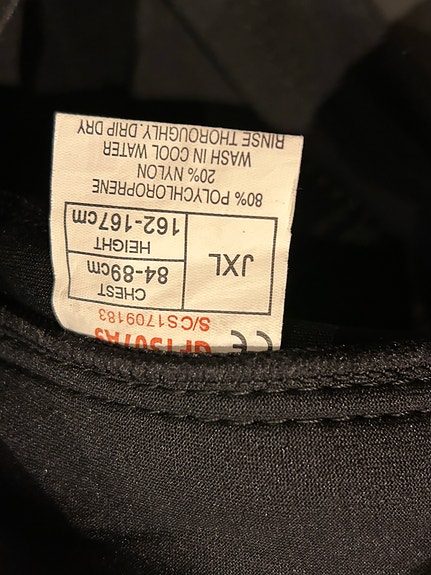 CE
S/CS1709183
JXL
CHEST
84-89cm
HEIGHT
162-167cm
80% POLYCHLOROPRENE
20% NYLON
WASH IN COOL WATER
RINSE THOROUGHLY. DRIP DRY